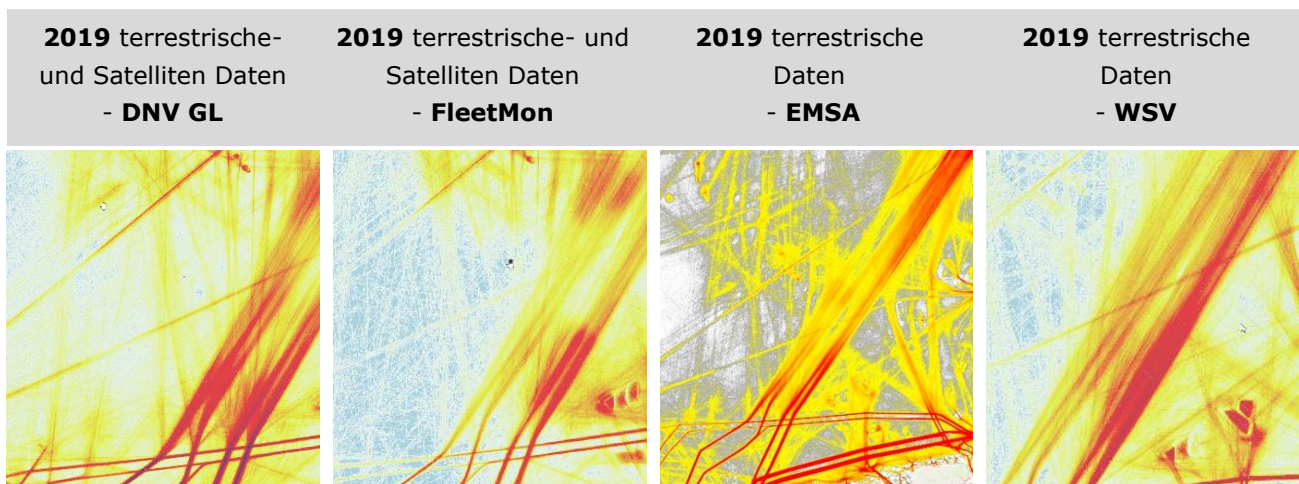 2019 terrestrische-
und Satelliten Daten
- DNV GL
2019 terrestrische- und
Satelliten Daten
- FleetMon
2019 terrestrische
Daten
- EMSA
2019 terrestrische
Daten
- WSV